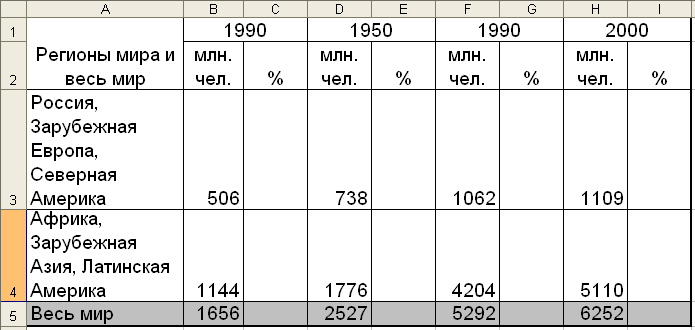 A B C D E F G H I
1 1990 1950 1990 2000
Регионы мира и млн. млн. млн. млн.
2 весь мир чел. % чел. % чел. % чел. %
Россия,
Зарубежная
Европа,
Северная
3 Америка 506 738 1062 1109
Африка,
Зарубежная
Азия, Латинская
4 Америка 1144 1776 4204 5110
5 Весь мир 1656 2527 5292 6252